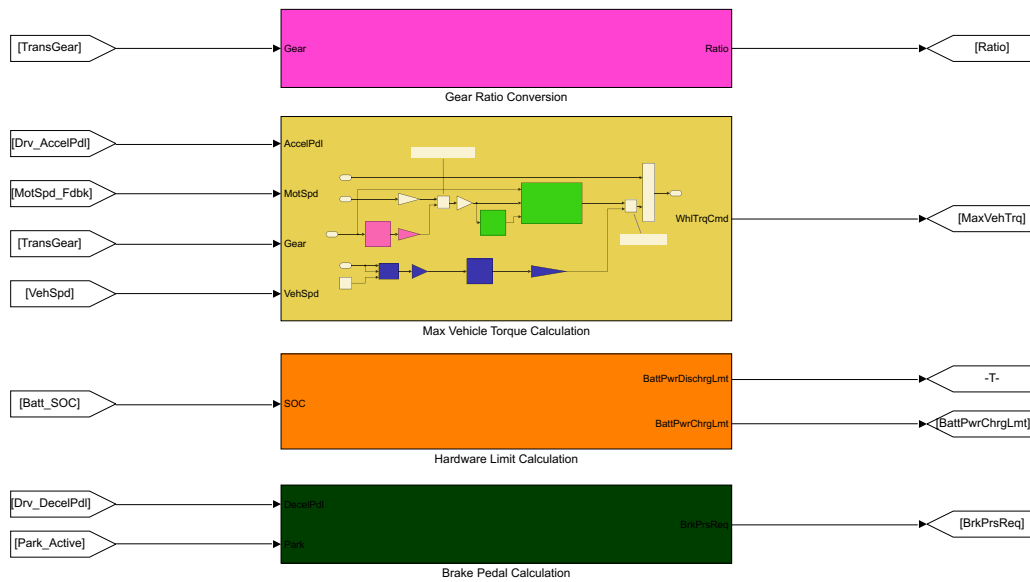 [TransGear]
Gear
Ratio
[Ratio]
Gear Ratio Conversion
[Drv_AccelPdl]
AccelPdl
[MotSpd_Fdbk]
MotSpd
[TransGear]
Gear
[VehSpd]
VehSpd
WhlTrqCmd
[MaxVehTrq]
Max Vehicle Torque Calculation
[Batt_SOC]
SOC
BattPwrDischrgLmt
-T-
BattPwrChrgLmt
[BattPwrChrgLmt]
Hardware Limit Calculation
[Drv_DecelPdl]
DecelPdl
[Park_Active]
Park
BrkPrsReq
[BrkPrsReq]
Brake Pedal Calculation